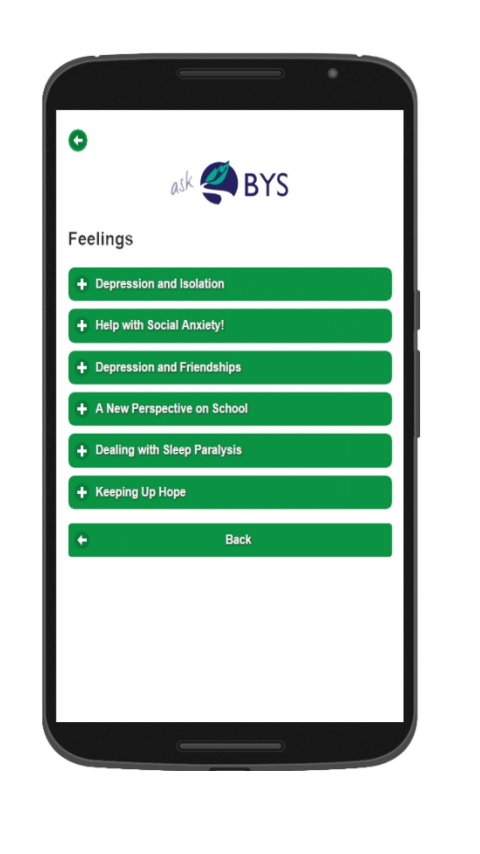 ask BYS
Feelings
Depression and Isolation
Help with Social Anxiety!
Depression and Friendships
A New Perspective on School
Dealing with Sleep Paralysis
Keeping Up Hope
Back